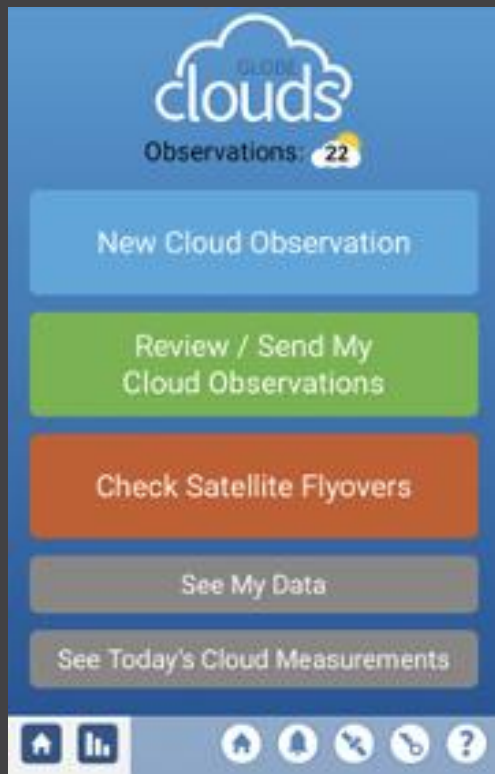 GLOBE
clouds
Observations: 22
New Cloud Observation
Review / Send My
Cloud Observations
Check Satellite Flyovers
See My Data
See Today's Cloud Measurements
?